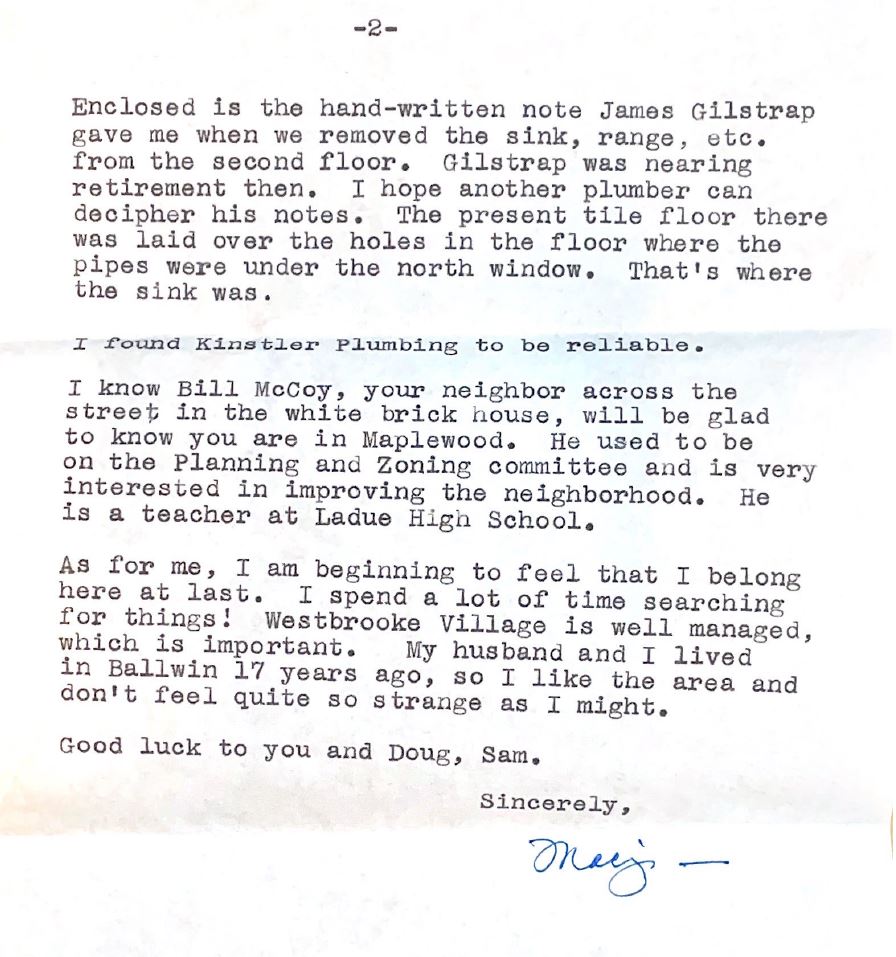 -2-
Enclosed is the hand-written note James Gilstrap
gave me when we removed the sink, range, etc.
from the second floor. Gilstrap was nearing
retirement then. I hope another plumber can
decipher his notes. The present tile floor there
was laid over the holes in the floor where the
pipes were under the north window. That's where
the sink was.
I found Kinstler Plumbing to be reliable.
I know Bill McCoy, your neighbor across the
street in the white brick house, will be glad
to know you are in Maplewood. He used to be
on the Planning and Zoning committee and is very
interested in improving the neighborhood. He
is a teacher at Ladue High School.
As for me, I am beginning to feel that I belong
here at last. I spend a lot of time searching
for things! Westbrooke Village is well managed,
which is important. My husband and I lived
in Ballwin 17 years ago, so I like the area and
don't feel quite so strange as I might.
Good luck to you and Doug, Sam.
Sincerely,